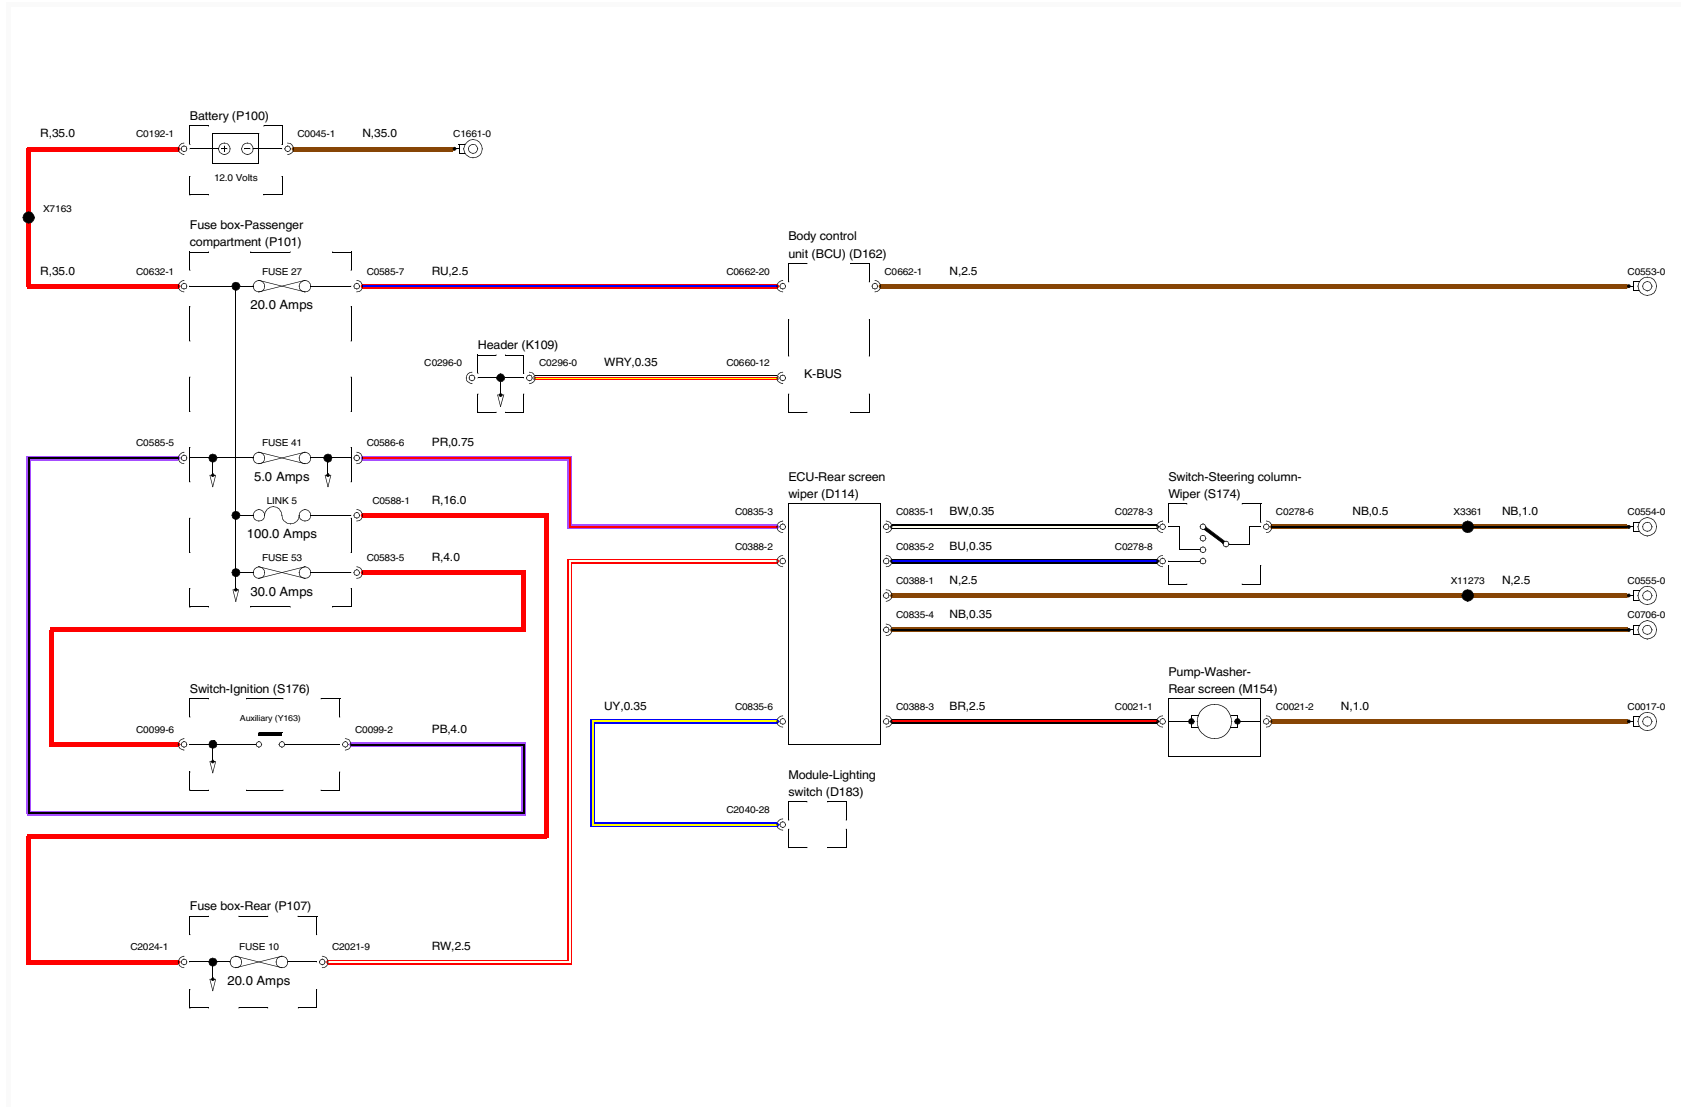 Battery (P100)
R,35.0 C0192-1 C0045-1 N,35.0 C1661-0
12.0 Volts
X7163
Fuse box-Passenger
compartment (P101)
Body control
unit (BCU) (D162)
R,35.0 C0632-1 FUSE 27 C0585-7 RU,2.5 C0662-20 C0662-1 N,2.5 C0553-0
20.0 Amps
Header (K109)
C0296-0 C0296-0 WRY,0.35 C0660-12
K-BUS
C0585-5 FUSE 41 C0586-6 PR,0.75
5.0 Amps
ECU-Rear screen
wiper (D114)
Switch-Steering column-
Wiper (S174)
LINK 5 C0588-1 R,16.0
100.0 Amps
C0835-3 C0835-1 BW,0.35 C0278-3 C0278-6 NB,0.5 X3361 NB,1.0 C0554-0
C0388-2 C0835-2 BU,0.35 C0278-8
FUSE 53 C0583-5 R,4.0
30.0 Amps
C0388-1 N,2.5 X11273 N,2.5 C0555-0
C0835-4 NB,0.35 C0706-0
Pump-Washer-
Rear screen (M154)
Switch-Ignition (S176)
UY,0.35 C0835-6 C0388-3 BR,2.5 C0021-1 C0021-2 N,1.0 C0017-0
Auxiliary (Y163)
C0099-6 C0099-2 PB,4.0
Module-Lighting
switch (D183)
C2040-28
Fuse box-Rear (P107)
C2024-1 FUSE 10 C2021-9 RW,2.5
20.0 Amps